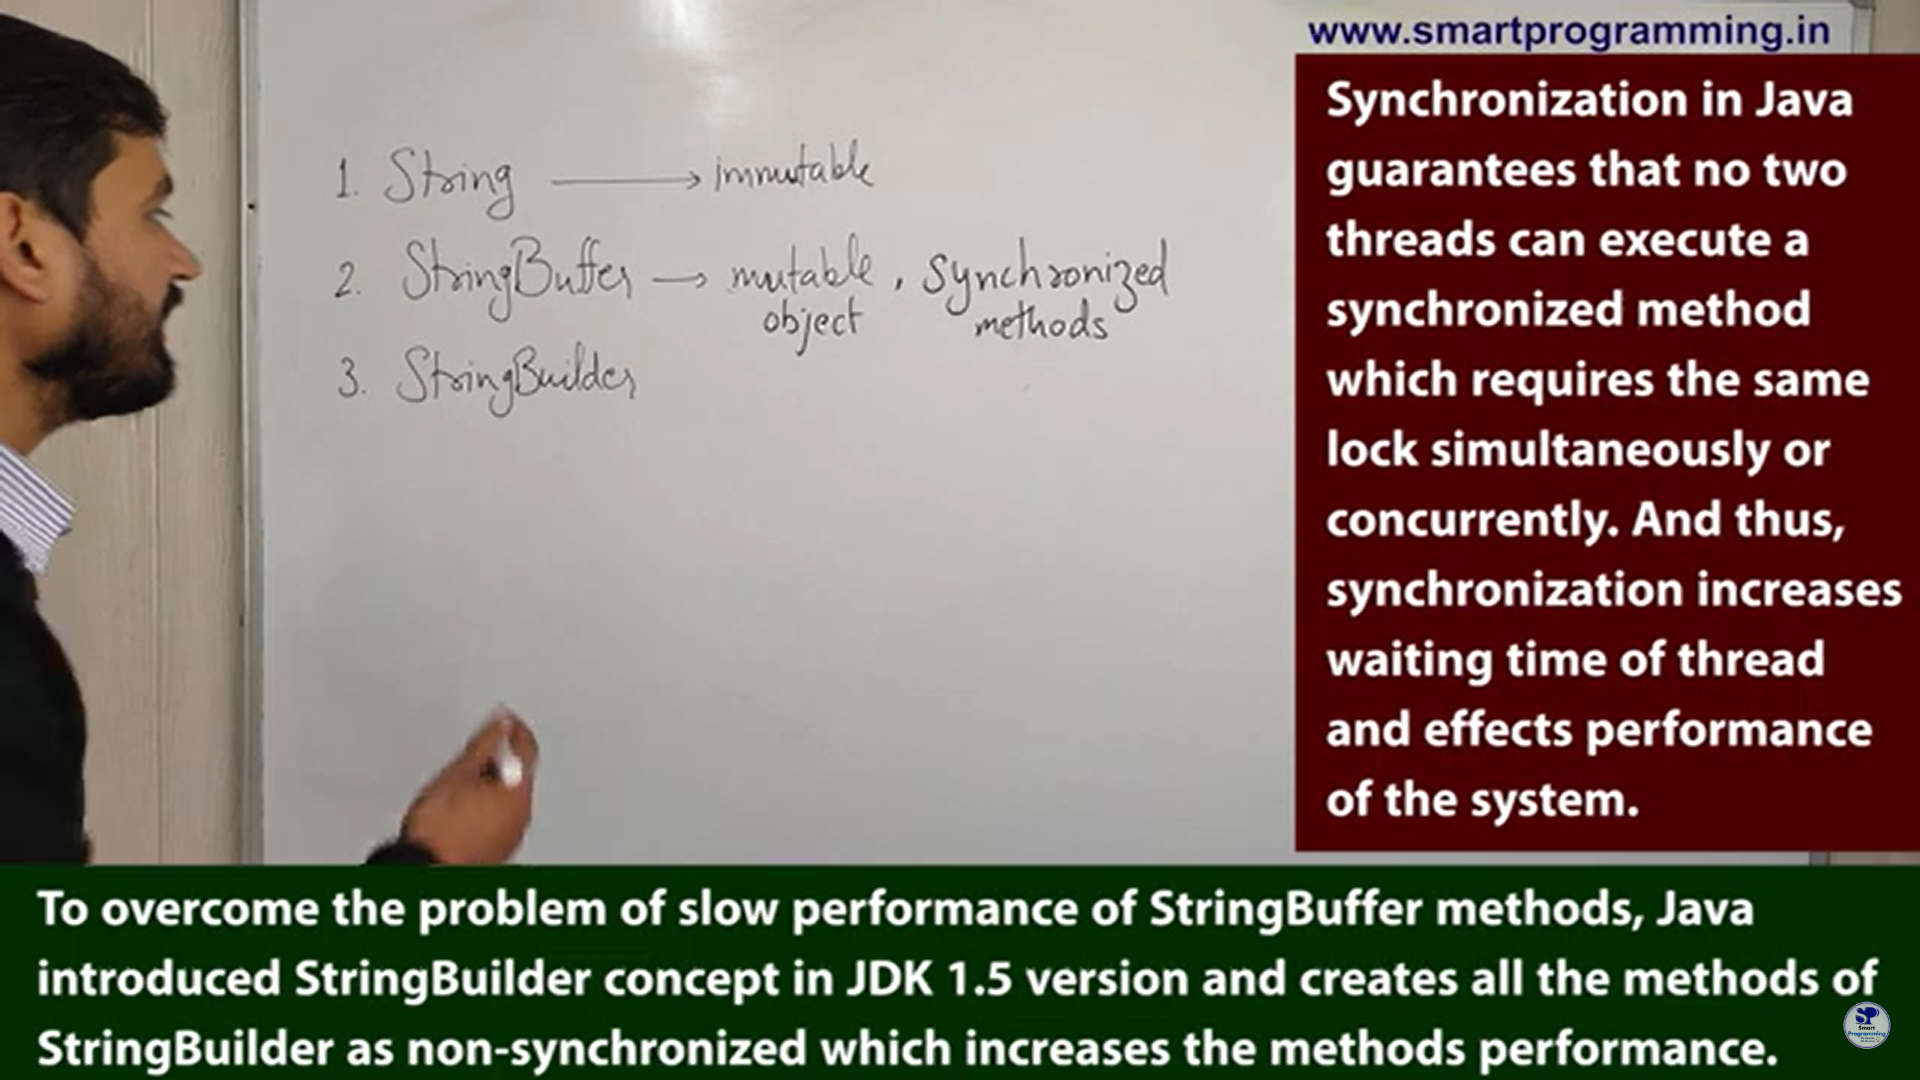 www.smartprogramming.in
1. String → immutable
2. StringBuffer → mutable object, synchronized methods
3. StringBuilder
Synchronization in Java
guarantees that no two
threads can execute a
synchronized method
which requires the same
lock simultaneously or
concurrently. And thus,
synchronization increases
waiting time of thread
and effects performance
of the system.
To overcome the problem of slow performance of StringBuffer methods, Java
introduced StringBuilder concept in JDK 1.5 version and creates all the methods of
StringBuilder as non-synchronized which increases the methods performance.
SP
Smart
Programming